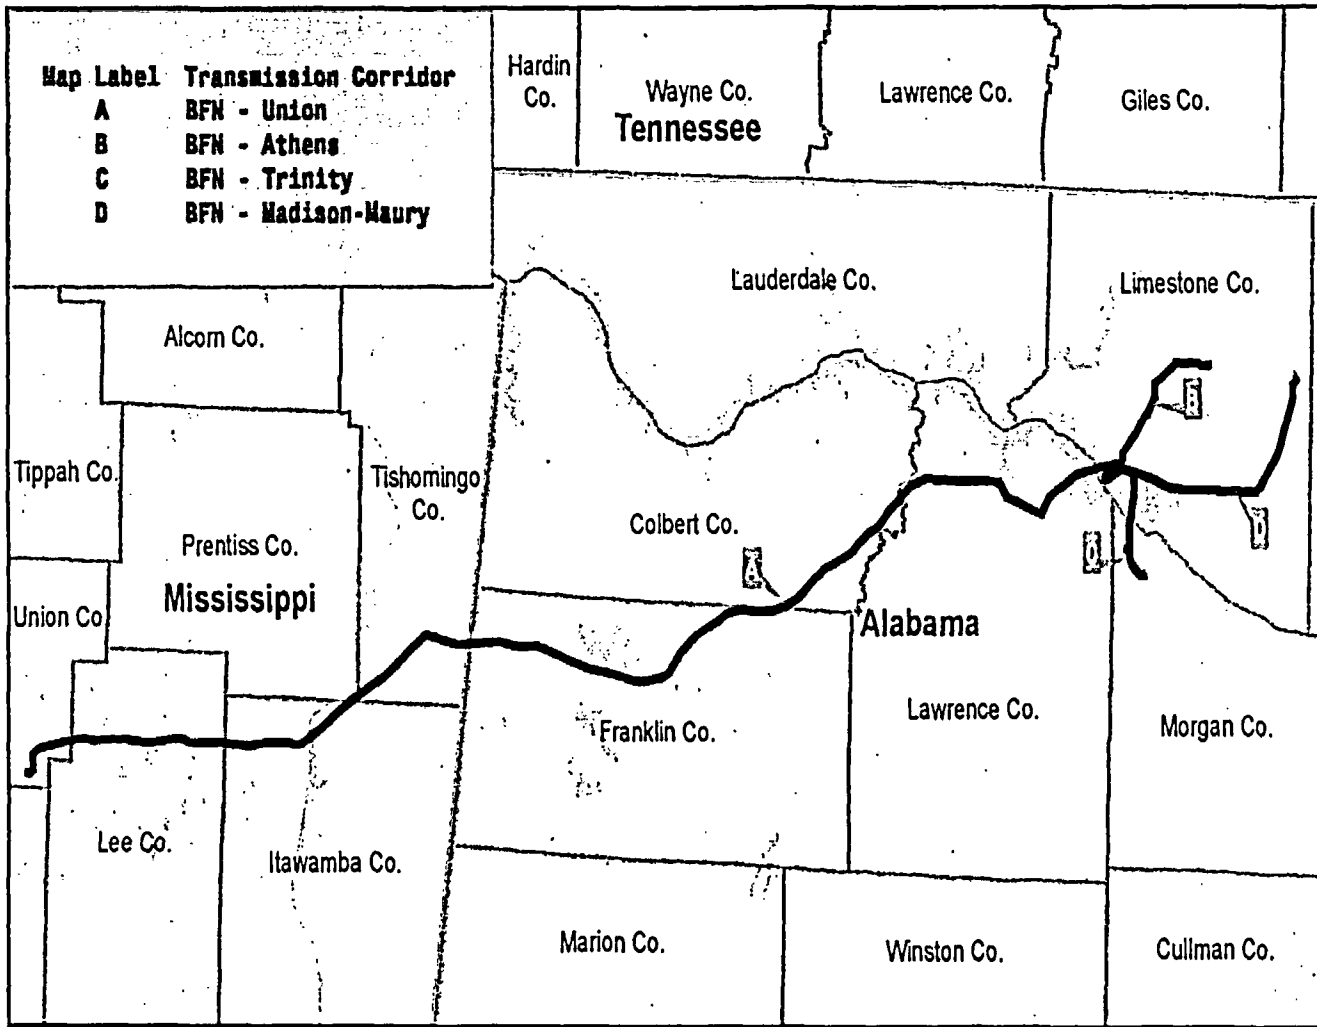 Map Label Transmission Corridor
A BFN - Union
B BFN - Athens
C BFN - Trinity
D BFN - Madison-Maury
Hardin
Co.
Wayne Co.
Tennessee
Lawrence Co.
Giles Co.
Lauderdale Co.
Limestone Co.
Alcorn Co.
B
Tippah Co.
Tishomingo
Co.
Colbert Co.
D
Prentiss Co.
A
Mississippi
Union Co
Alabama
Franklin Co.
Lawrence Co.
Morgan Co.
Lee Co.
Itawamba Co.
Marion Co.
Winston Co.
Cullman Co.